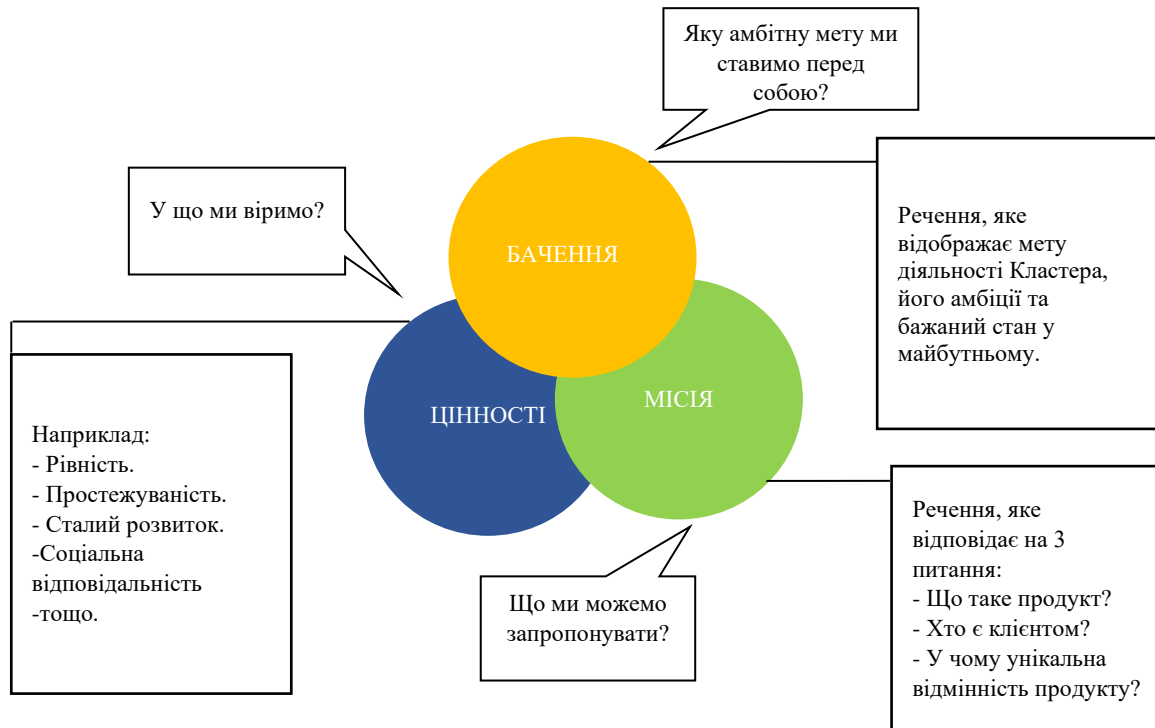 Яку амбітну мету ми
ставимо перед
собою?
У що ми віримо?
БАЧЕННЯ
Речення, яке
відображає мету
діяльності Кластера,
його амбіції та
бажаний стан у
майбутньому.
ЦІННОСТІ
МІСІЯ
Наприклад:
- Рівність.
- Простежуваність.
- Сталий розвиток.
-Соціальна
відповідальність
-тощо.
Що ми можемо
запропонувати?
Речення, яке
відповідає на 3
питання:
- Що таке продукт?
- Хто є клієнтом?
- У чому унікальна
відмінність продукту?